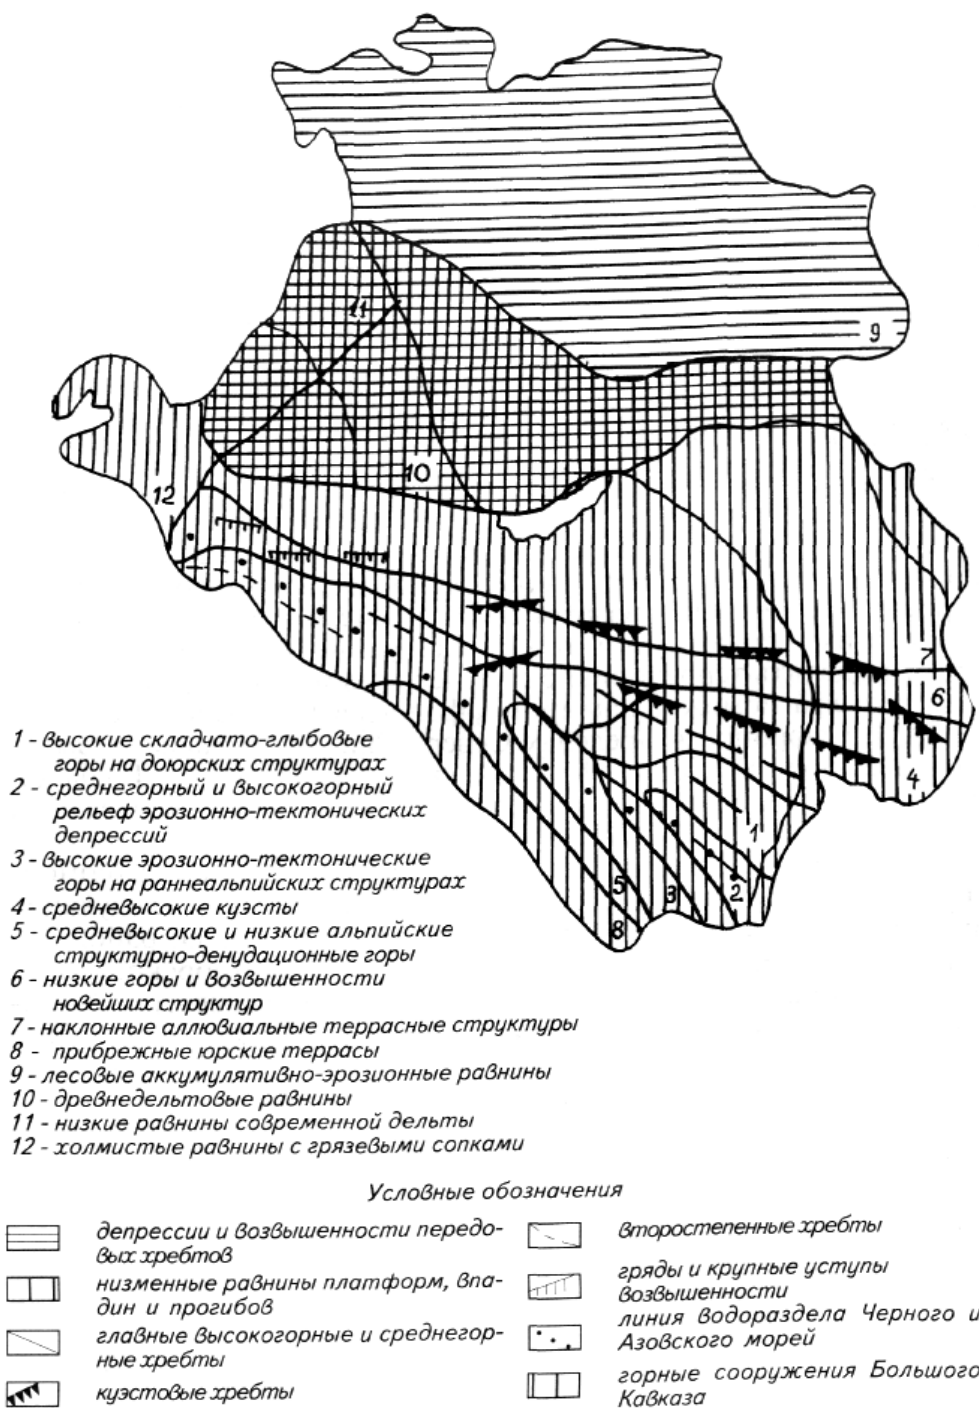 11
9
10
12
7
6
4
1
2
3
5
8
1 - высокие складчато-глыбовые
горы на доюрских структурах
2 - среднегорный и высокогорный
рельеф эрозионно-тектонических
депрессий
3 - высокие эрозионно-тектонические
горы на раннеальпийских структурах
4 - средневысокие куэсты
5 - средневысокие и низкие альпийские
структурно-денудационные горы
6 - низкие горы и возвышенности
новейших структур
7 - наклонные аллювиальные террасные структуры
8 - прибрежные юрские террасы
9 - лесовые аккумулятивно-эрозионные равнины
10 - древнедельтовые равнины
11 - низкие равнины современной дельты
12 - холмистые равнины с грязевыми сопками
Условные обозначения
депрессии и возвышенности передо-
вых хребтов
низменные равнины платформ, впа-
дин и прогибов
главные высокогорные и среднегор-
ные хребты
куэстовые хребты
второстепенные хребты
гряды и крупные уступы
возвышенности
линия водораздела Черного и
Азовского морей
горные сооружения Большого
Кавказа